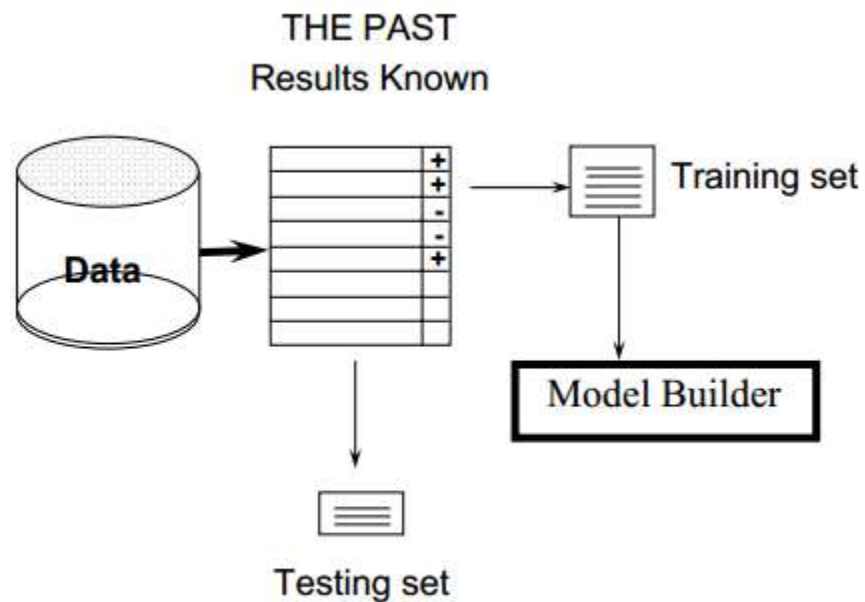 THE PAST
Results Known
+
+
-
-
+
Data
Training set
Model Builder
Testing set